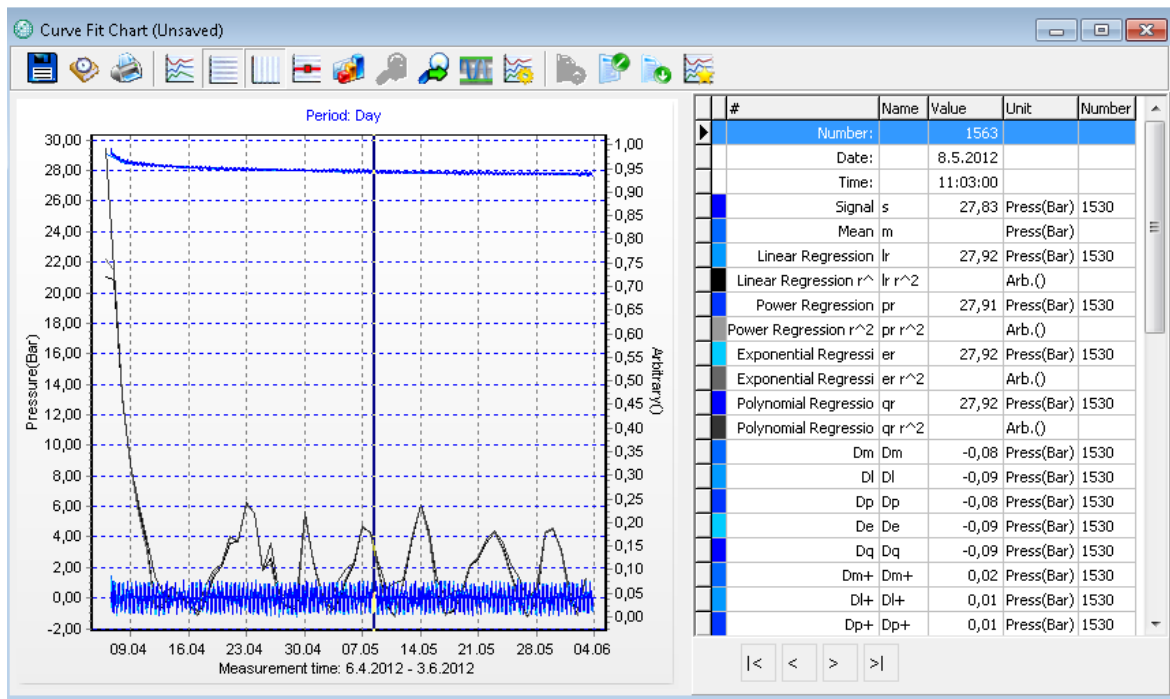 Curve Fit Chart (Unsaved)
Period: Day
30,00
28,00
26,00
24,00
22,00
20,00
18,00
16,00
14,00
12,00
10,00
8,00
6,00
4,00
2,00
0,00
-2,00
Pressure(Bar)
1,00
0,95
0,90
0,85
0,80
0,75
0,70
0,65
0,60
0,55
0,50
0,45
0,40
0,35
0,30
0,25
0,20
0,15
0,10
0,05
0,00
Arbitrary()
09.04 16.04 23.04 30.04 07.05 14.05 21.05 28.05 04.06
Measurement time: 6.4.2012 - 3.6.2012
# Name Value Unit Number
Number: 1563
Date: 8.5.2012
Time: 11:03:00
Signal s 27,83 Press(Bar) 1530
Mean m Press(Bar)
Linear Regression lr 27,92 Press(Bar) 1530
Linear Regression r^ lr r^2 Arb.()
Power Regression pr 27,91 Press(Bar) 1530
Power Regression r^2 pr r^2 Arb.()
Exponential Regressi er 27,92 Press(Bar) 1530
Exponential Regressi er r^2 Arb.()
Polynomial Regressio qr 27,92 Press(Bar) 1530
Polynomial Regressio qr r^2 Arb.()
Dm Dm -0,08 Press(Bar) 1530
Dl Dl -0,09 Press(Bar) 1530
Dp Dp -0,08 Press(Bar) 1530
De De -0,09 Press(Bar) 1530
Dq Dq -0,09 Press(Bar) 1530
Dm+ Dm+ 0,02 Press(Bar) 1530
Dl+ Dl+ 0,01 Press(Bar) 1530
Dp+ Dp+ 0,01 Press(Bar) 1530
|< < > >|